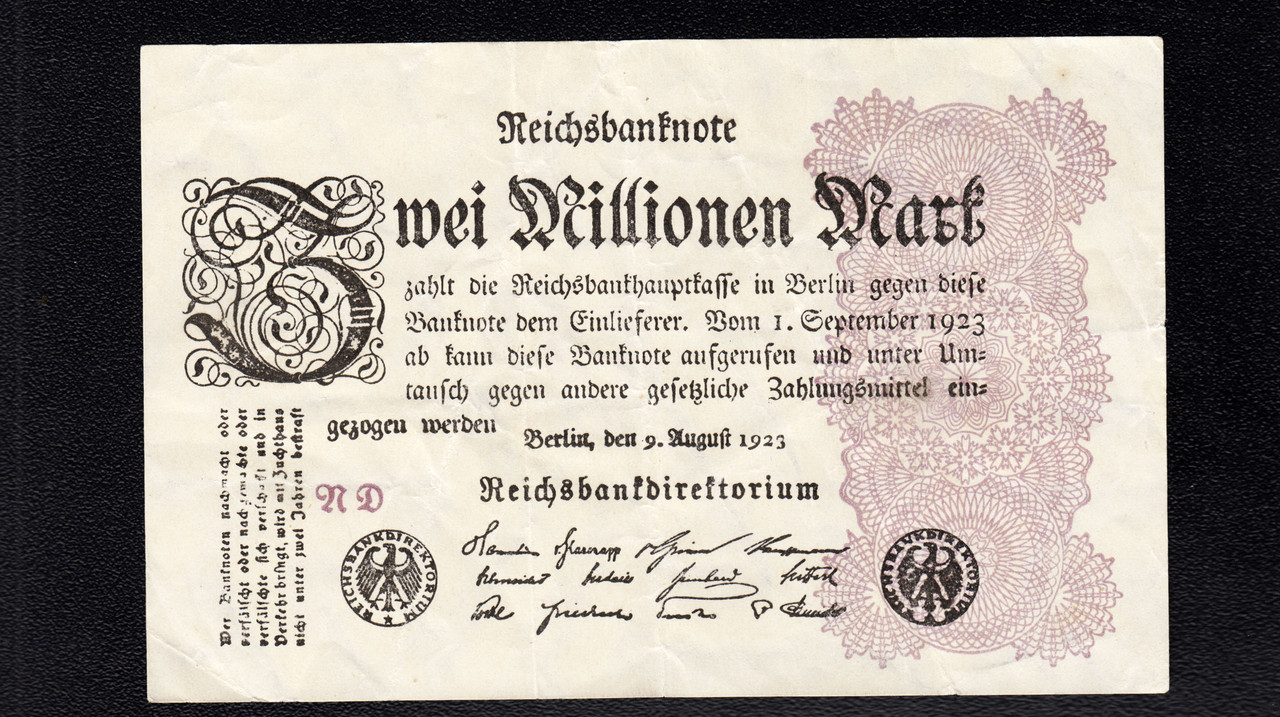 Reichsbanknote
Zwei Millionen Mark
zahlt die Reichsbankhauptkasse in Berlin gegen diese
Banknote dem Einlieferer. Vom 1. September 1923
ab kann diese Banknote aufgerufen und unter Um=
tausch gegen andere gesetzliche Zahlungsmittel ein=
gezogen werden
Berlin, den 9. August 1923
Reichsbankdirektorium
Wer Banknoten nachmacht oder
verfälscht oder nachgemachte oder
verfälschte sich verschafft und in
Verkehr bringt, wird mit Zuchthaus
nicht unter zwei Jahren bestraft
ND
REICHSBANKDIREKTORIUM
REICHSBANKDIREKTORIUM